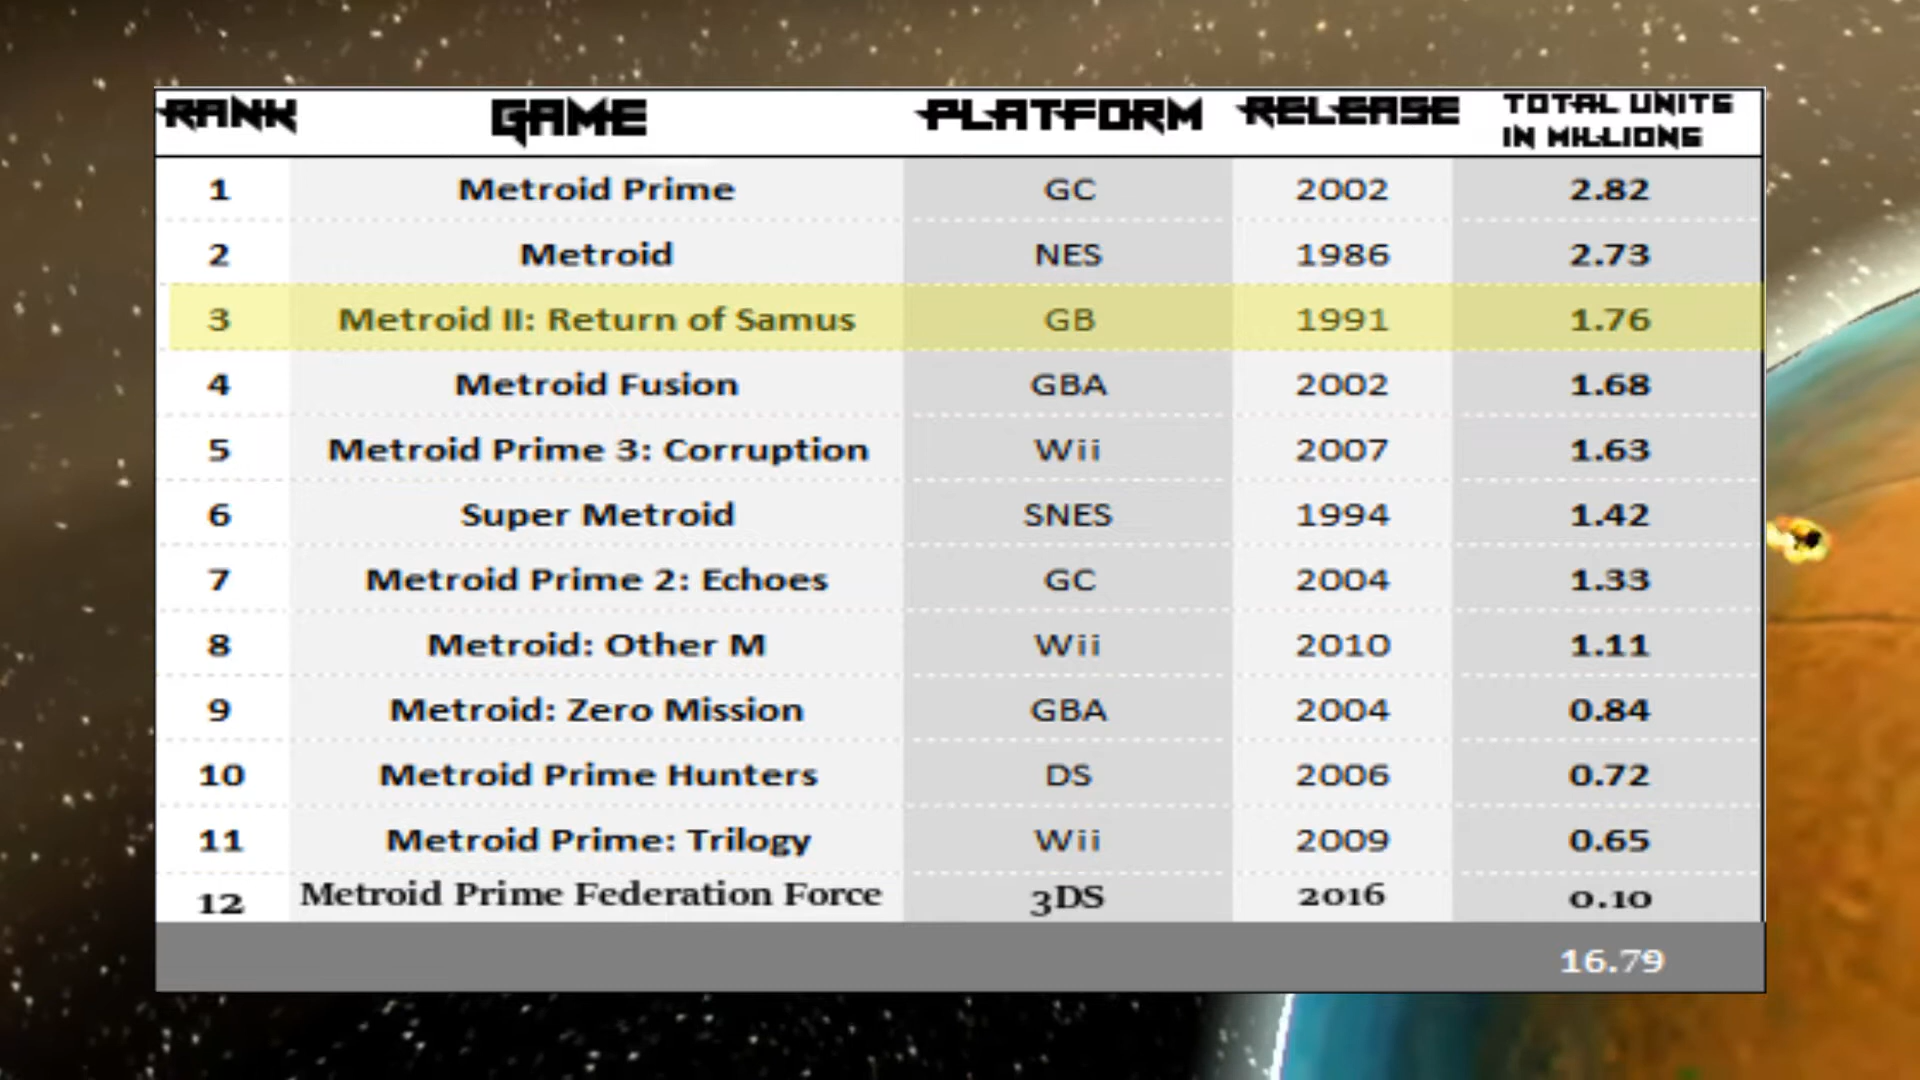 RANK GAME PLATFORM RELEASE TOTAL UNITS
IN MILLIONS
1 Metroid Prime GC 2002 2.82
2 Metroid NES 1986 2.73
3 Metroid II: Return of Samus GB 1991 1.76
4 Metroid Fusion GBA 2002 1.68
5 Metroid Prime 3: Corruption Wii 2007 1.63
6 Super Metroid SNES 1994 1.42
7 Metroid Prime 2: Echoes GC 2004 1.33
8 Metroid: Other M Wii 2010 1.11
9 Metroid: Zero Mission GBA 2004 0.84
10 Metroid Prime Hunters DS 2006 0.72
11 Metroid Prime: Trilogy Wii 2009 0.65
12 Metroid Prime Federation Force 3DS 2016 0.10
16.79